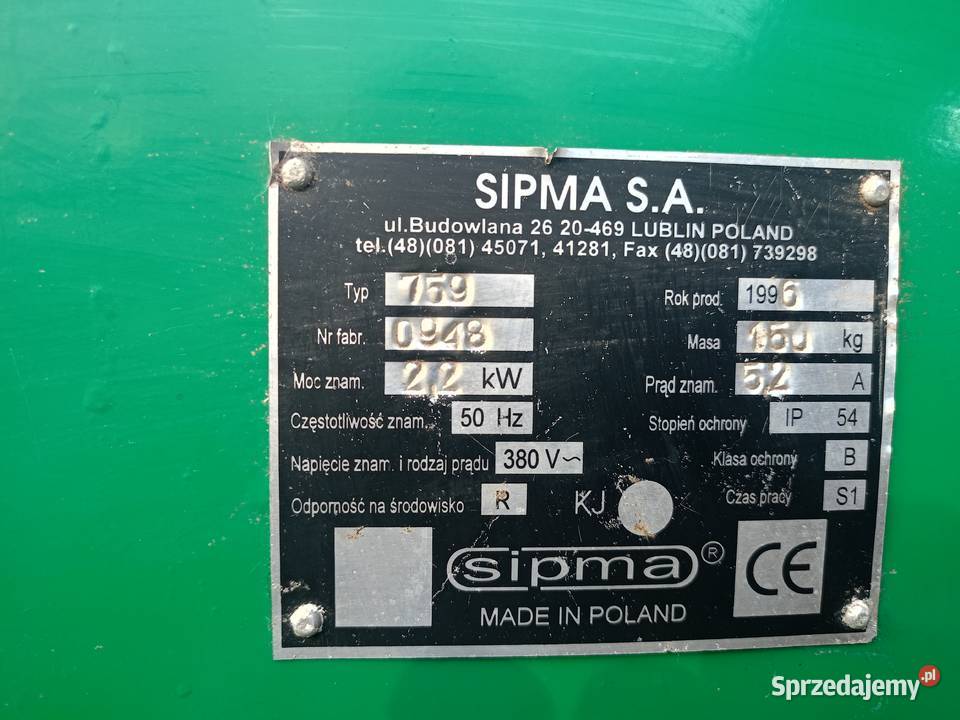 SIPMA S.A.
ul.Budowlana 26 20-469 LUBLIN POLAND
tel.(48)(081) 45071, 41281, Fax (48)(081) 739298
Typ 759 Rok prod. 1996
Nr fabr. 0948 Masa 150 kg
Moc znam. 2,2 kW Prąd znam. 5,2 A
Częstotliwość znam. 50 Hz Stopień ochrony IP 54
Napięcie znam. i rodzaj prądu 380 V~ Klasa ochrony B
Odporność na środowisko R KJ Czas pracy S1
sipma® CE
MADE IN POLAND
Sprzedajemy.pl